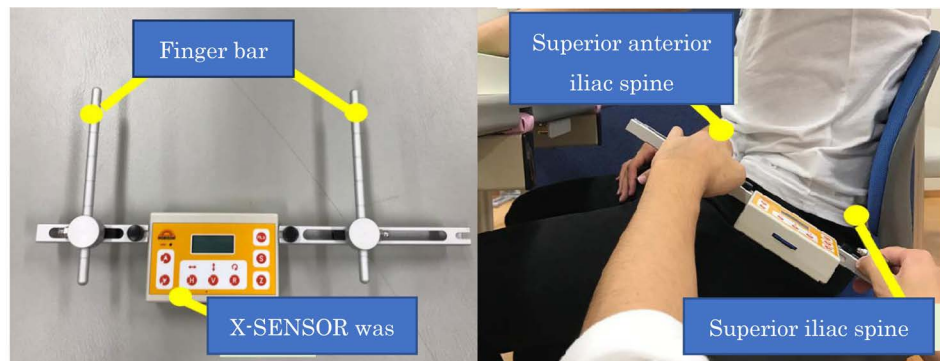 Finger bar
Superior anterior
iliac spine
A
S
H
V
R
Z
X-SENSOR was
Superior iliac spine